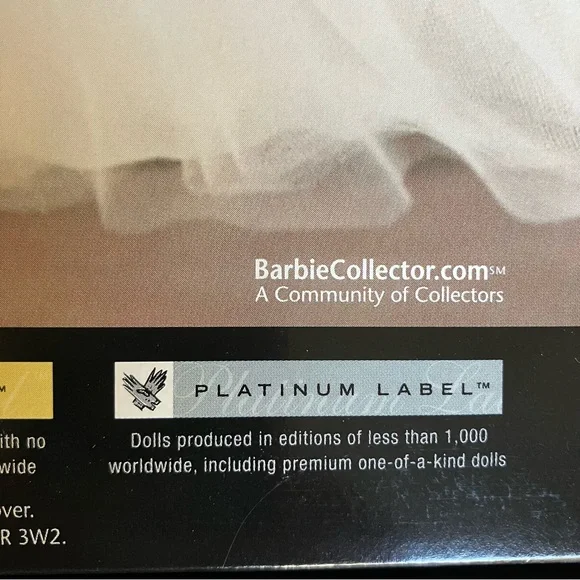 BarbieCollector.com℠
A Community of Collectors
™
PLATINUM LABEL™
ith no
Dolls produced in editions of less than 1,000
wide
worldwide, including premium one-of-a-kind dolls
over.
R 3W2.